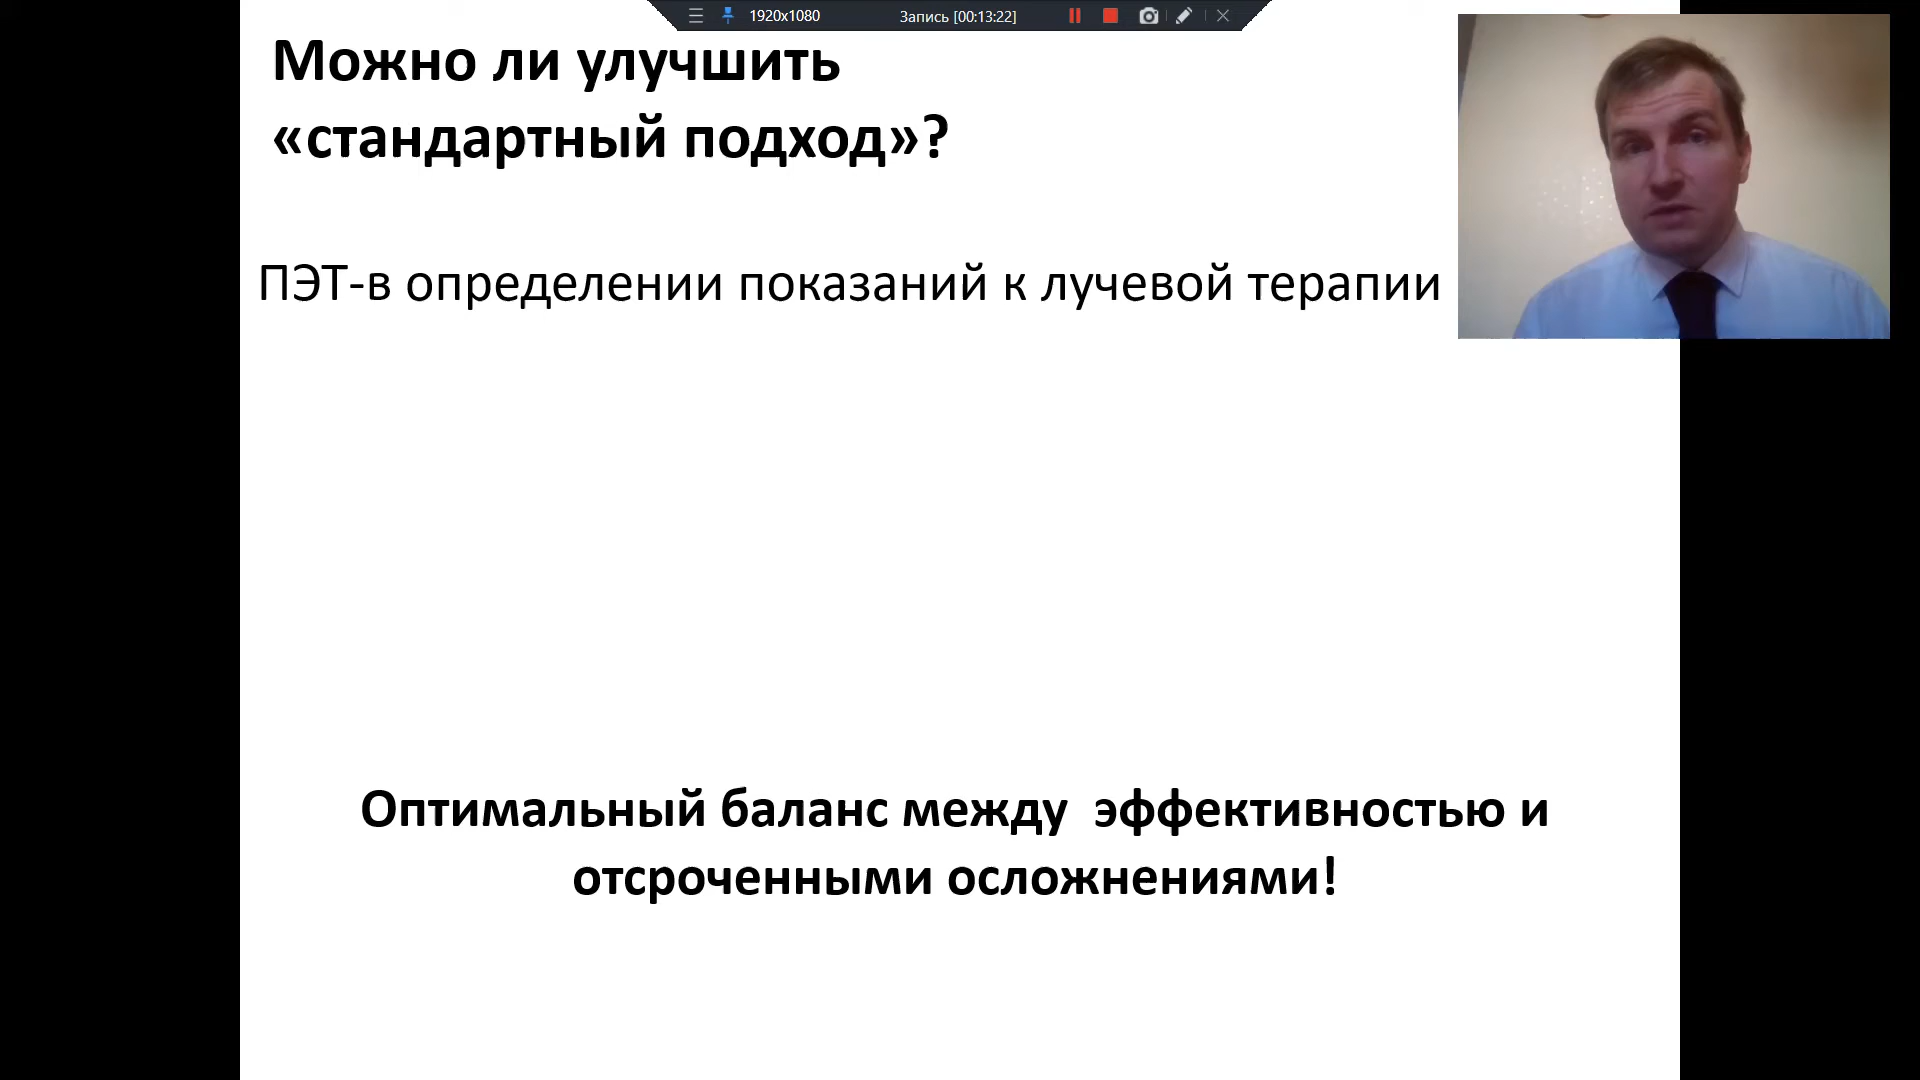 1920x1080 Запись [00:13:22]
Можно ли улучшить
«стандартный подход»?
ПЭТ-в определении показаний к лучевой терапии
Оптимальный баланс между эффективностью и
отсроченными осложнениями!